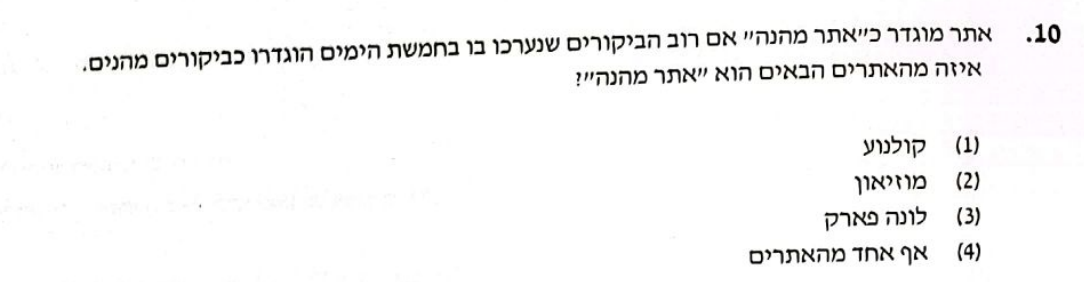 10. אתר מוגדר כ"אתר מהנה" אם רוב הביקורים שנערכו בו בחמשת הימים הוגדרו כביקורים מהנים.
איזה מהאתרים הבאים הוא "אתר מהנה"?
(1) קולנוע
(2) מוזיאון
(3) לונה פארק
(4) אף אחד מהאתרים